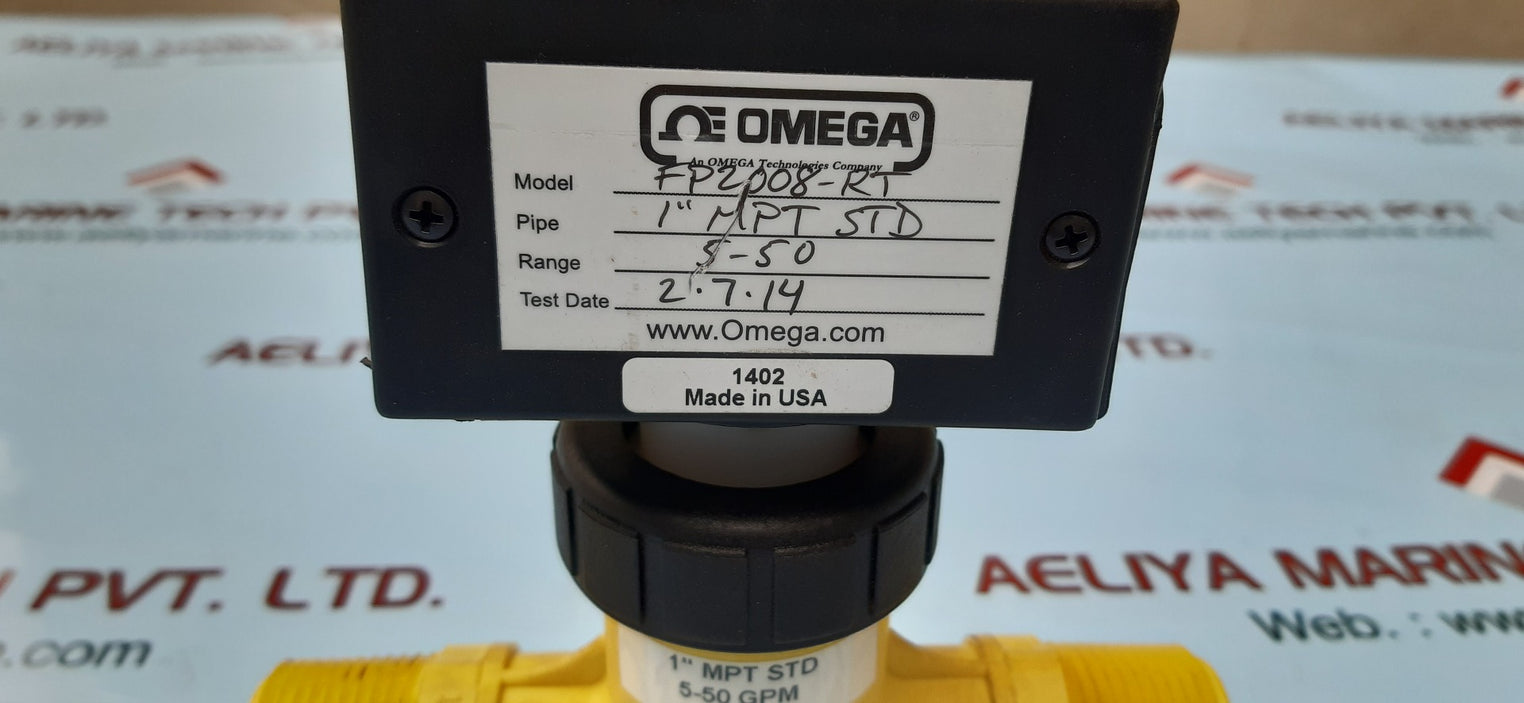 OMEGA®
An OMEGA Technologies Company
Model FP2008-RT
Pipe 1" MPT STD
Range 5-50
Test Date 2.7.14
www.Omega.com
1402
Made in USA
PVT. LTD.
AELIYA MARIN
.com
Web. : ww
1" MPT STD
5-50 GPM